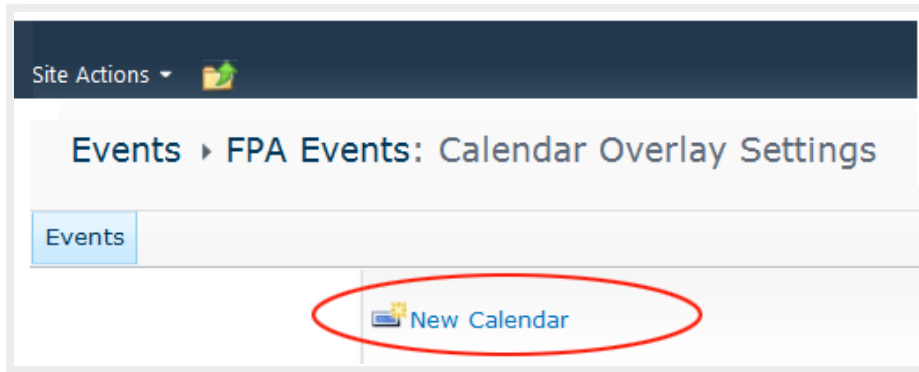 Site Actions
Events ▸ FPA Events: Calendar Overlay Settings
Events
New Calendar